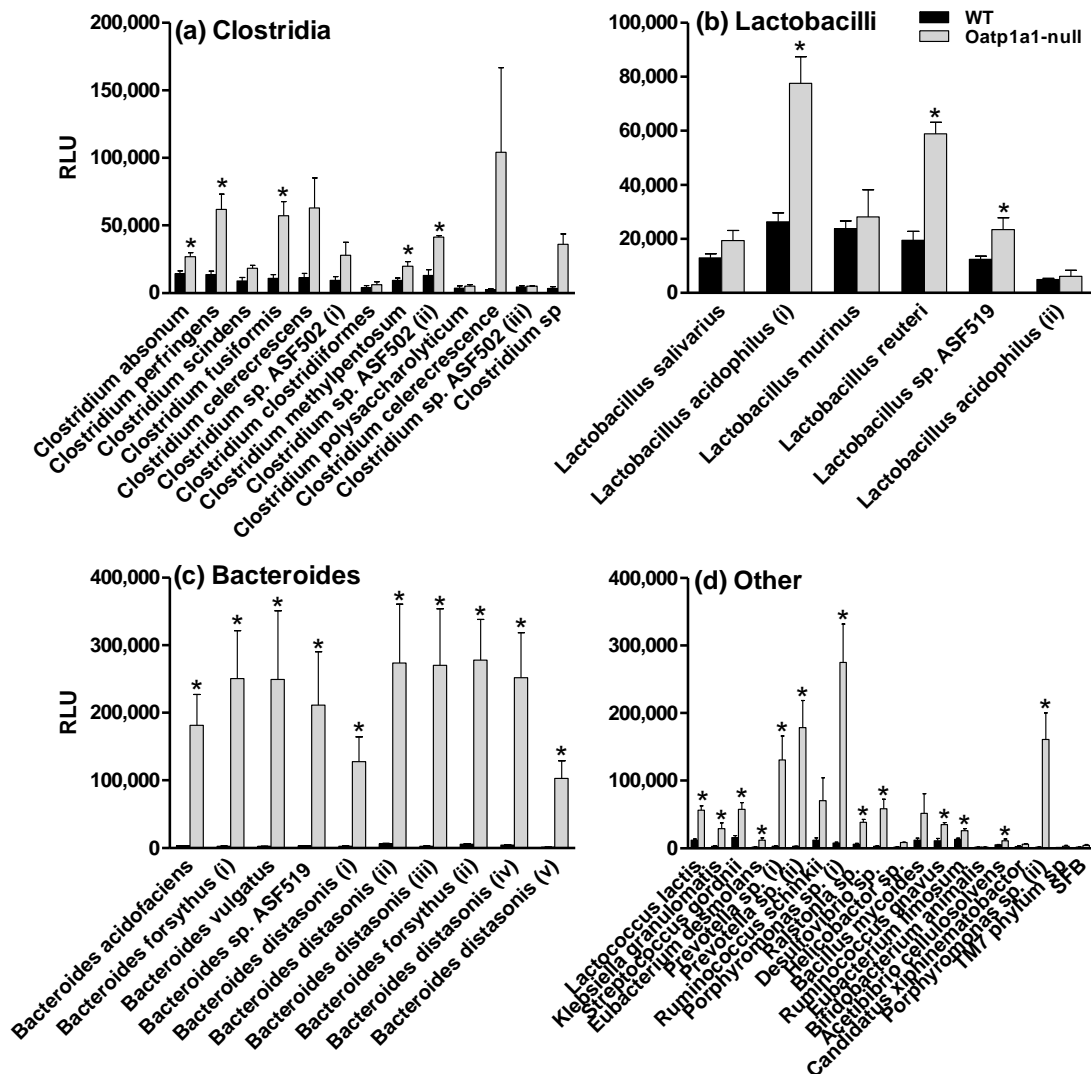 (a) Clostridia
200,000
150,000
100,000
50,000
0
RLU
* * * *
Clostridium absonum
Clostridium perfringens
Clostridium scindens
Clostridium fusiformis
Clostridium celerescens
Clostridium sp. ASF502 (i)
Clostridium clostridiiformes
Clostridium methylpentosum
Clostridium sp. ASF502 (ii)
Clostridium polysaccharolyticum
Clostridium celerecrescence
Clostridium sp. ASF502 (iii)
Clostridium sp
(b) Lactobacilli
WT
Oatp1a1-null
100,000
80,000
60,000
40,000
20,000
0
* * *
Lactobacillus salivarius
Lactobacillus acidophilus (i)
Lactobacillus murinus
Lactobacillus reuteri
Lactobacillus sp. ASF519
Lactobacillus acidophilus (ii)
(c) Bacteroides
400,000
300,000
200,000
100,000
0
RLU
* * * * * * * * * *
Bacteroides acidofaciens
Bacteroides forsythus (i)
Bacteroides vulgatus
Bacteroides sp. ASF519
Bacteroides distasonis (i)
Bacteroides distasonis (ii)
Bacteroides distasonis (iii)
Bacteroides forsythus (ii)
Bacteroides distasonis (iv)
Bacteroides distasonis (v)
(d) Other
400,000
300,000
200,000
100,000
0
* * * * * * * * * * * * *
Lactococcus lactis
Klebsiella granulomatis
Streptococcus gordnii
Eubacterium desmolans
Prevotella sp. (i)
Prevotella sp. (ii)
Ruminococcus schinkii
Porphyromonas sp. (i)
Ralstonia sp.
Desulfovibrio sp
Helicobacter sp.
Bacillus mycoides
Ruminococcus gnavus
Eubacterium limosum
Bifidobacterium animalis
Acetivibrio cellulosolvens
Candidatus xiphinematobacter
Porphyromonas sp. (ii)
TM7 phylum sp
SFB